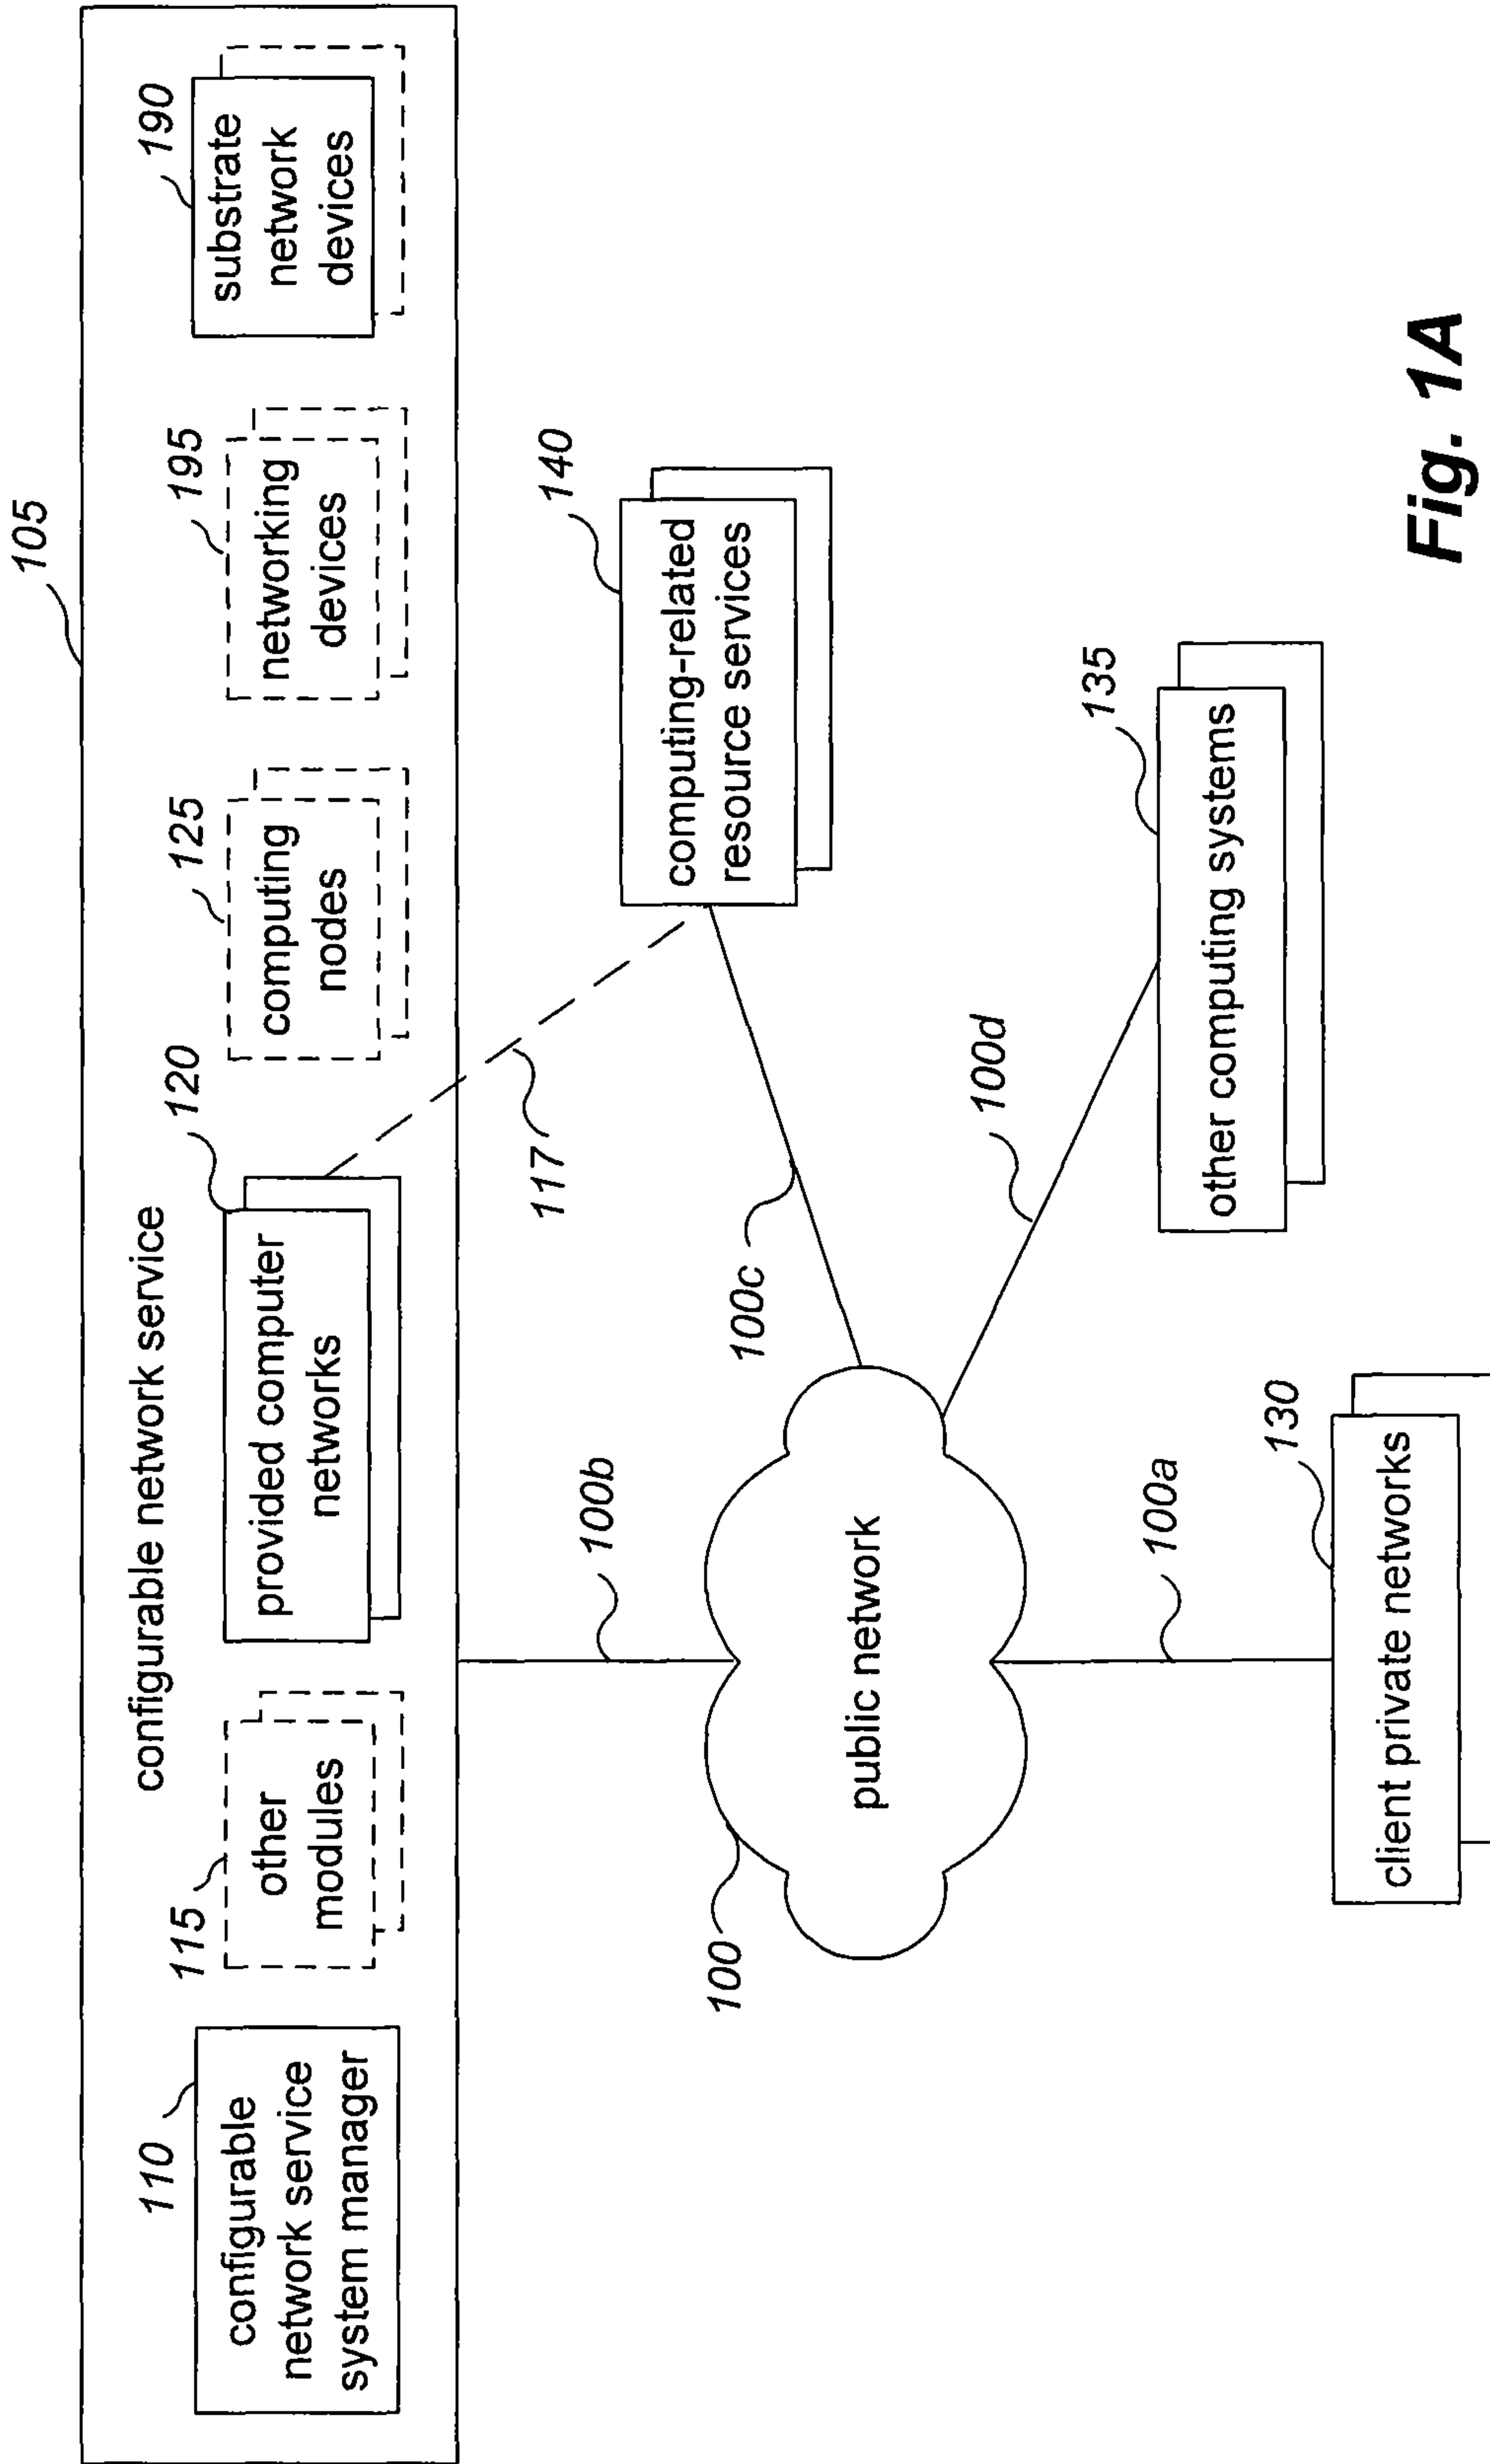 105
configurable network service
110
configurable
network service
system manager
115
other
modules
120
provided computer
networks
125
computing
nodes
195
networking
devices
190
substrate
network
devices
117
100b
100c
140
computing-related
resource services
100
public network
100d
135
other computing systems
100a
130
client private networks
Fig. 1A